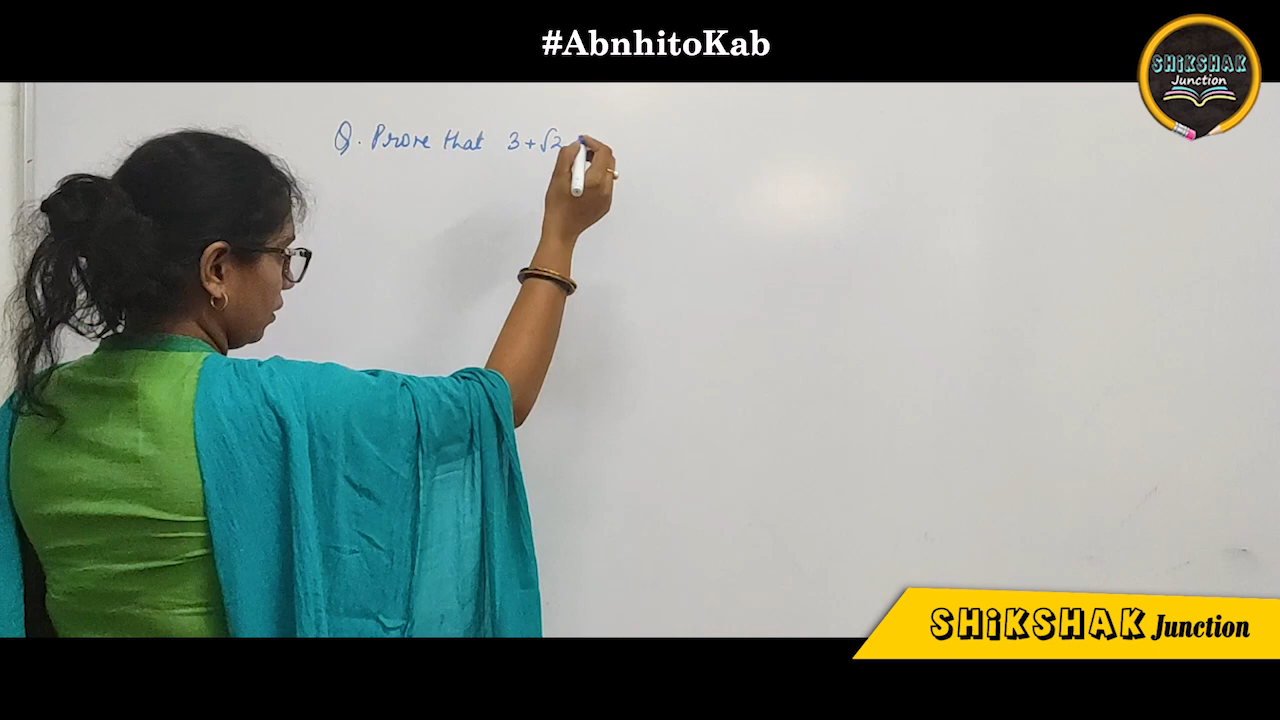 #AbnhitoKab
SHiKSHAK
Junction
Q. Prove that 3+√2
SHiKSHAK Junction